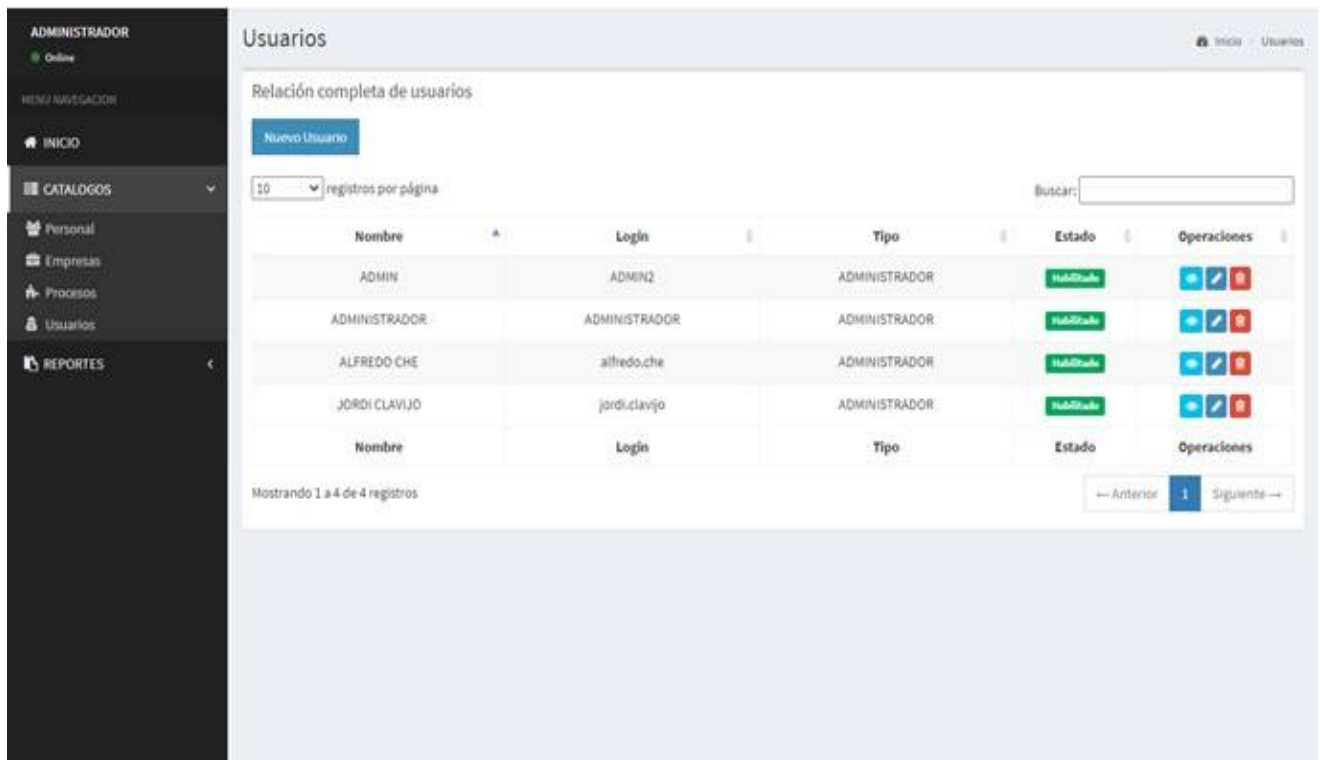 ADMINISTRADOR
Online
MENU NAVEGACION
INICIO
CATALOGOS
Personal
Empresas
Procesos
Usuarios
REPORTES
Usuarios
Inicio Usuarios
Relación completa de usuarios
Nuevo Usuario
10 registros por página
Buscar:
Nombre Login Tipo Estado Operaciones
ADMIN ADMIN2 ADMINISTRADOR Habilitado
ADMINISTRADOR ADMINISTRADOR ADMINISTRADOR Habilitado
ALFREDO CHE alfredo.che ADMINISTRADOR Habilitado
JORDI CLAVIJO jordi.clavijo ADMINISTRADOR Habilitado
Nombre Login Tipo Estado Operaciones
Mostrando 1 a 4 de 4 registros
← Anterior 1 Siguiente →